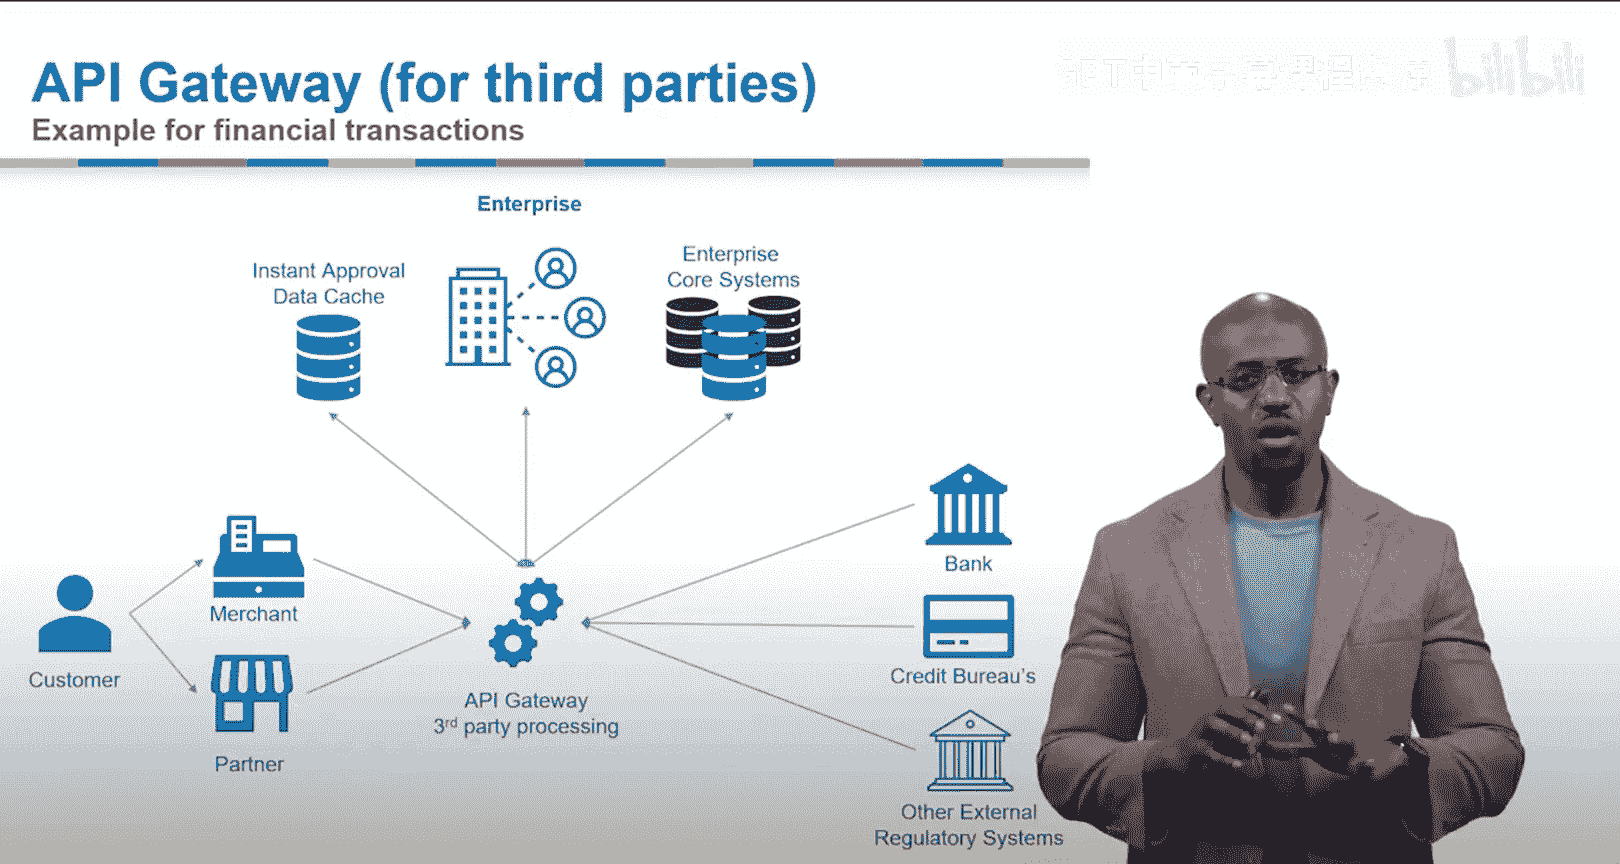 API Gateway (for third parties)
Example for financial transactions
bilibili
Enterprise
Instant Approval
Data Cache
Enterprise
Core Systems
Merchant
Customer
Partner
API Gateway
3rd party processing
Bank
Credit Bureau's
Other External
Regulatory Systems